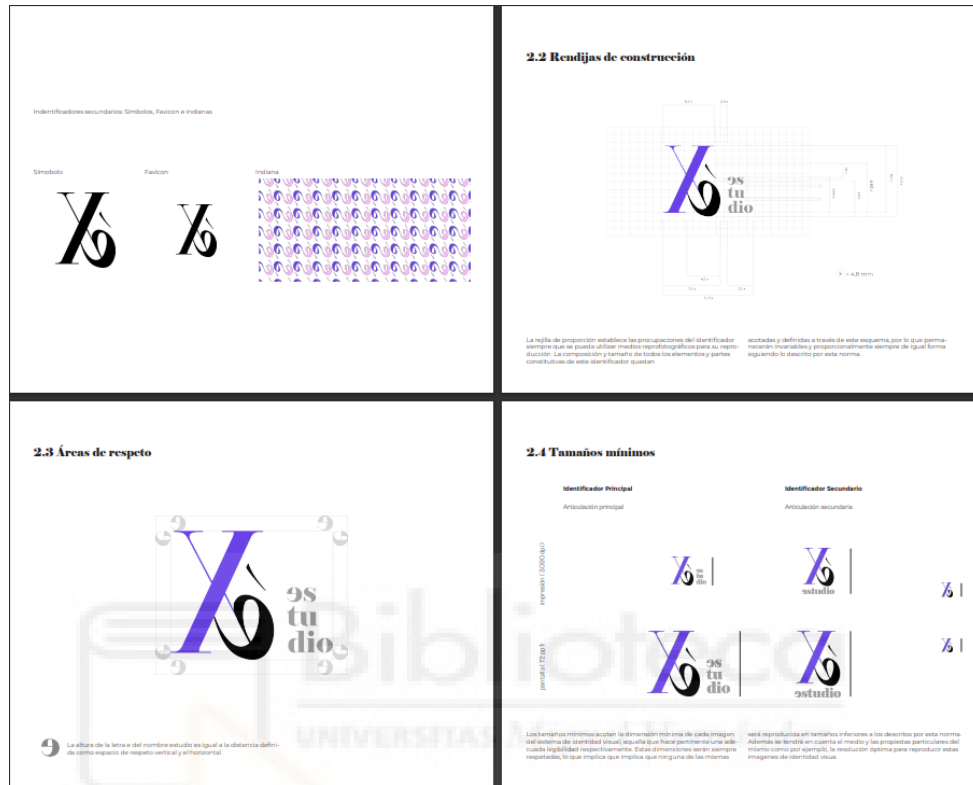 Indentificadores secundarios: Símbolos, Favicon e Indianas
Simobolo
Favicon
Indiana
2.2 Rendijas de construcción
es
tu
dio
x = 4,8 mm
La rejilla de proporción establece las procupaciones del identificador
siempre que se pueda utilizar medios reprofotográficos para su repro-
ducción. La composición y tamaño de todos los elementos y partes
constitutivas de este identificador quedan
acotadas y definidas a través de este esquema, por lo que perma-
necerán invariables y proporcionalmente siempre de igual forma
siguiendo lo descrito por esta norma.
2.3 Áreas de respeto
es
tu
dio
La altura de la letra e del nombre estudio es igual a la distancia defini-
da como espacio de respeto vertical y el horizontal.
2.4 Tamaños mínimos
Identificador Principal
Identificador Secundario
Articulación principal
Articulación secundaria
es
tu
dio
estudio
es
tu
dio
estudio
Los tamaños mínimos acotan la dimensión mínima de cada imagen
del sistema de identidad visual, aquella que hace pertinente una ade-
cuada legibilidad respectivamente. Estas dimensiones serán siempre
respetadas, lo que implica que implica que ninguna de las mismas
será reproducida en tamaños inferiores a los descritos por esta norma.
Además se tendrá en cuenta el medio y las propiedas particulares del
mismo como por ejemplo, la resolución óptima para reproducir estas
imagenes de identidad visua.
Biblioteca
UNIVERSITAS